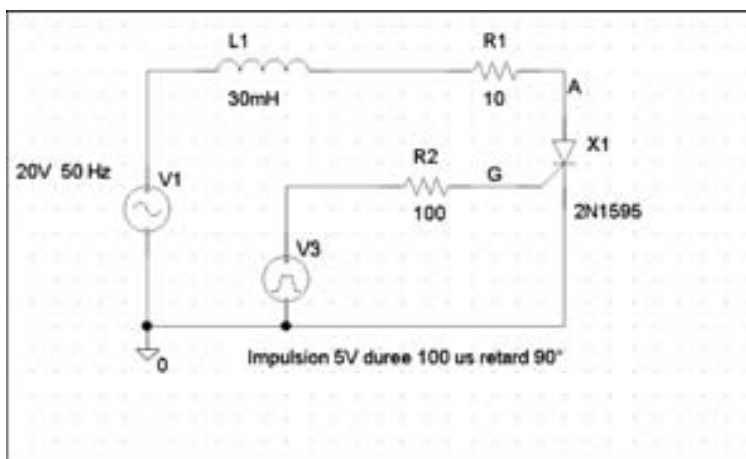 L1
30mH
R1
10
A
X1
2N1595
R2
100
G
20V 50 Hz
V1
V3
0
Impulsion 5V duree 100 us retard 90°